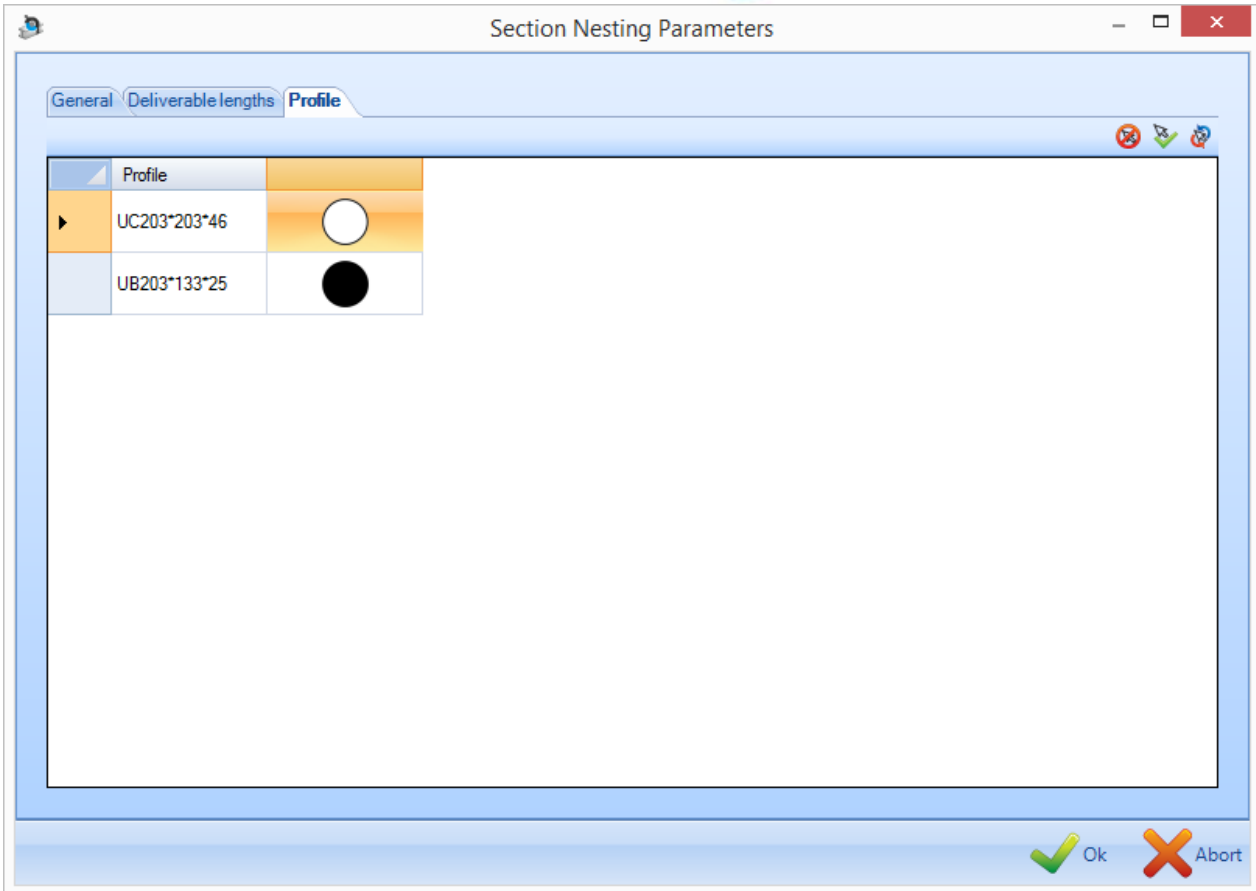 Section Nesting Parameters
General Deliverable lengths Profile
Profile
UC203*203*46
UB203*133*25
Ok Abort